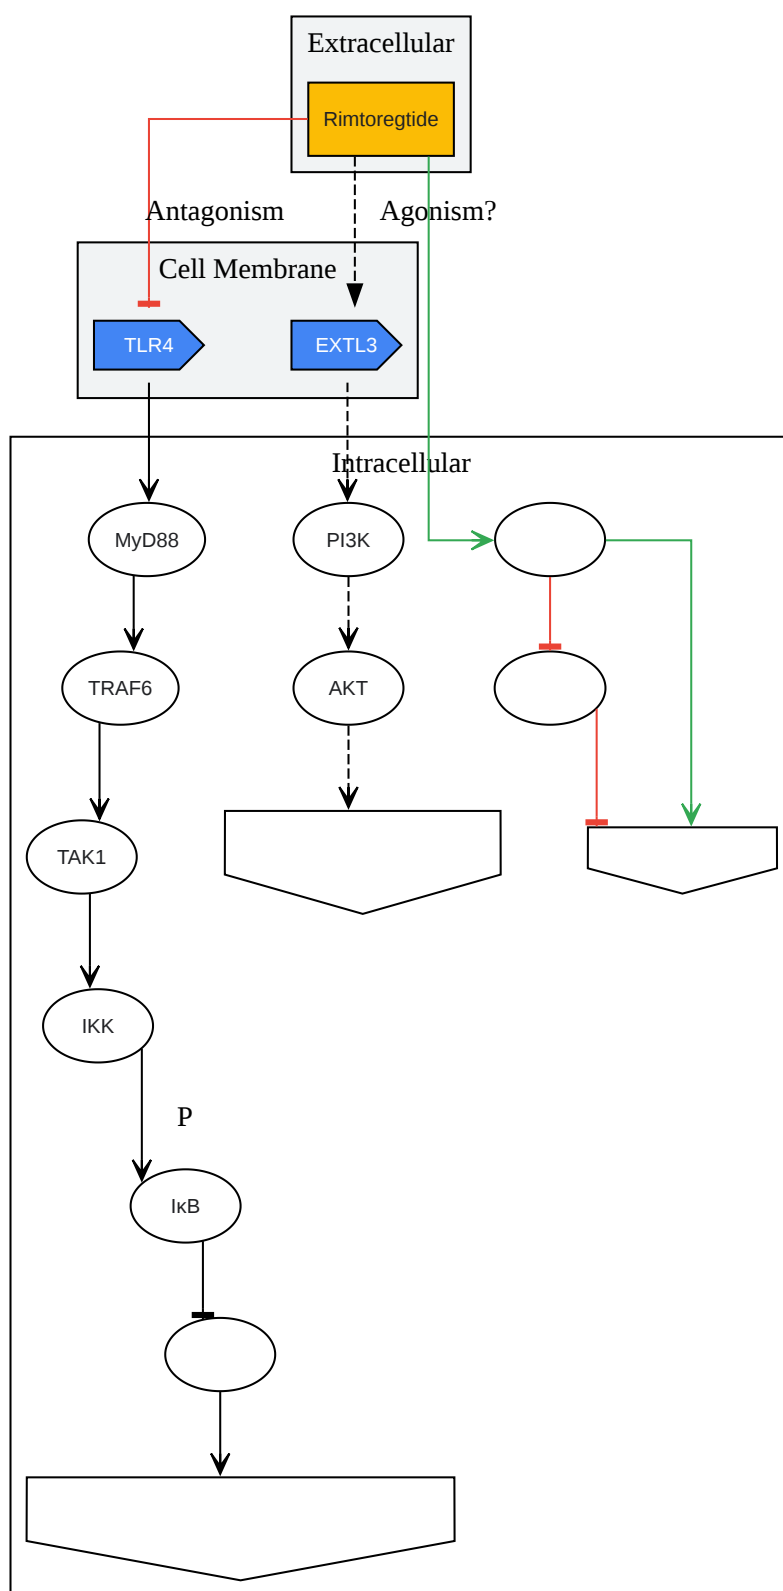 Extracellular
Rimtoregtide
Antagonism
Agonism?
Cell Membrane
TLR4
EXTL3
Intracellular
MyD88
PI3K
TRAF6
AKT
TAK1
IKK
P
IκB